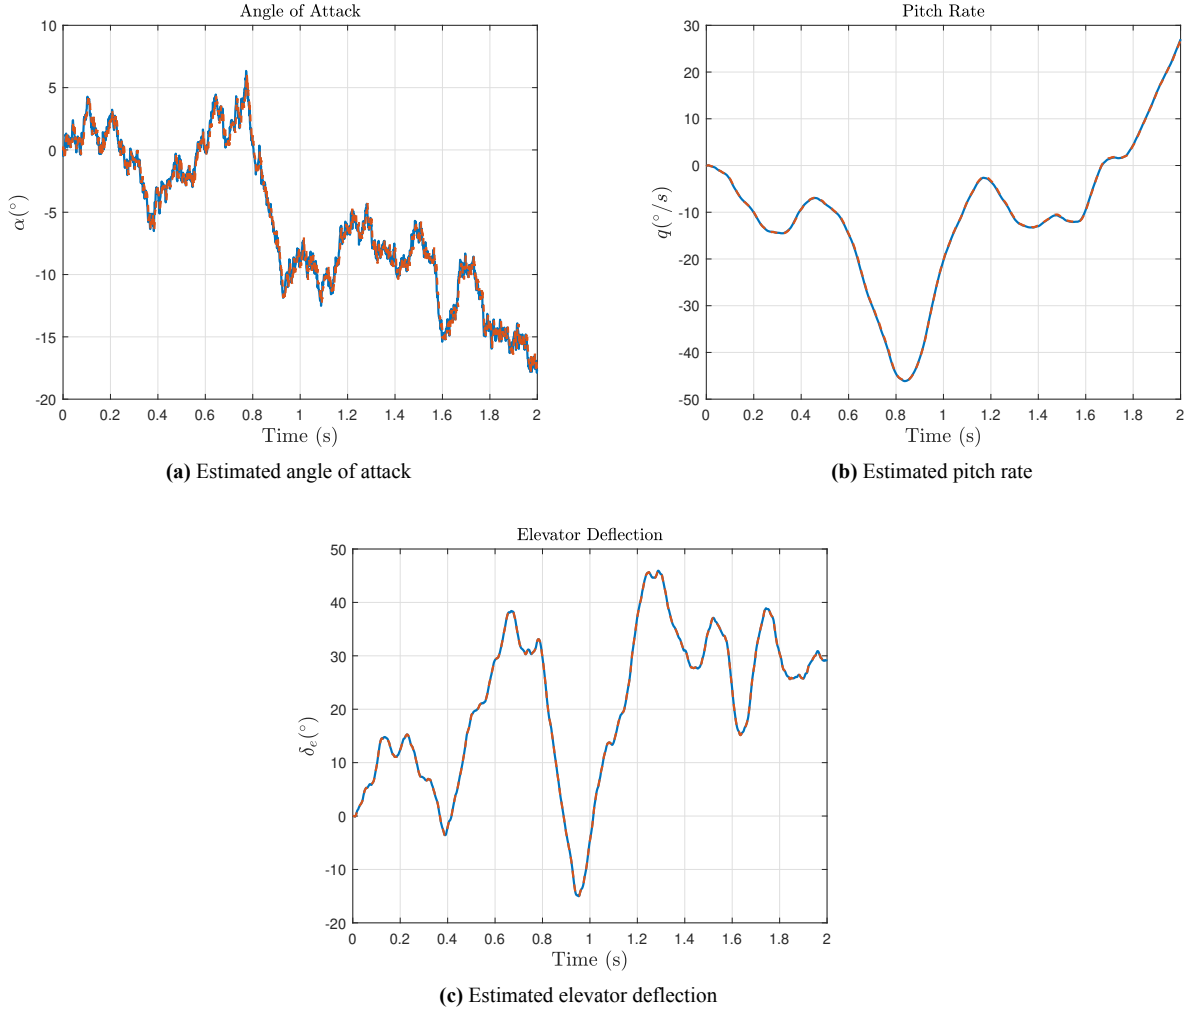 Angle of Attack
10
5
0
-5
-10
-15
-20
α(°)
0 0.2 0.4 0.6 0.8 1 1.2 1.4 1.6 1.8 2
Time (s)
(a) Estimated angle of attack
Pitch Rate
30
20
10
0
-10
-20
-30
-40
-50
q(°/s)
0 0.2 0.4 0.6 0.8 1 1.2 1.4 1.6 1.8 2
Time (s)
(b) Estimated pitch rate
Elevator Deflection
50
40
30
20
10
0
-10
-20
δe(°)
0 0.2 0.4 0.6 0.8 1 1.2 1.4 1.6 1.8 2
Time (s)
(c) Estimated elevator deflection